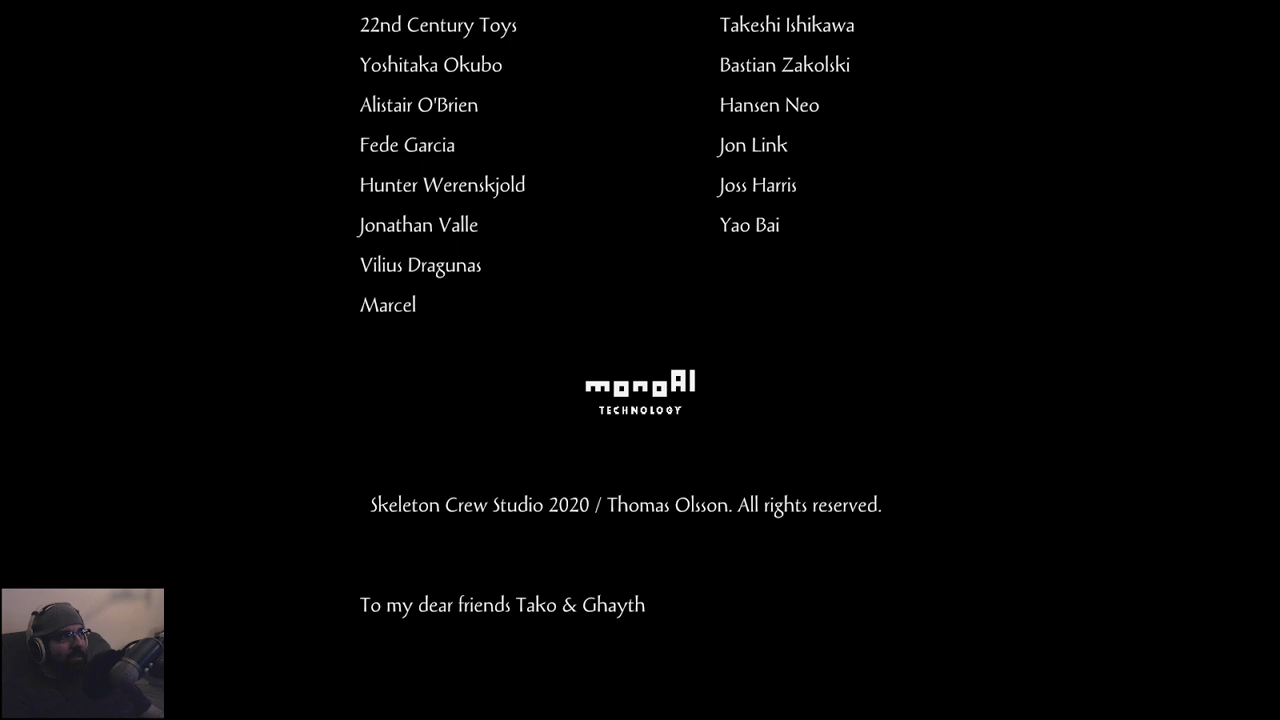 22nd Century Toys
Yoshitaka Okubo
Alistair O'Brien
Fede Garcia
Hunter Werenskjold
Jonathan Valle
Vilius Dragunas
Marcel
Takeshi Ishikawa
Bastian Zakolski
Hansen Neo
Jon Link
Joss Harris
Yao Bai
monoAI
TECHNOLOGY
Skeleton Crew Studio 2020 / Thomas Olsson. All rights reserved.
To my dear friends Tako & Ghayth